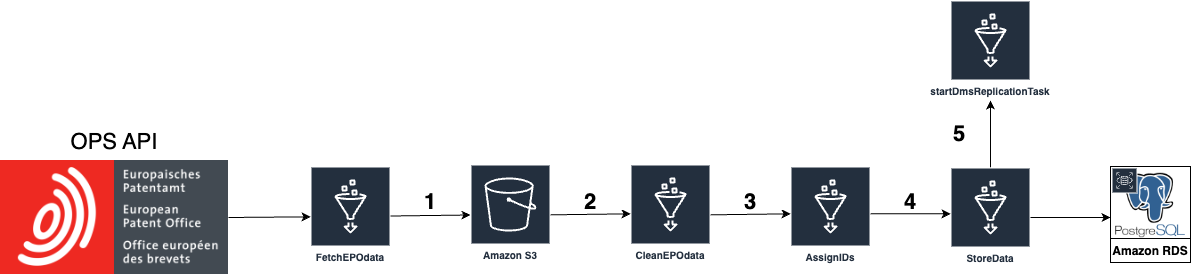 startDmsReplicationTask
5
OPS API
Europäisches
Patentamt
European
Patent Office
Office européen
des brevets
1
2
3
4
FetchEPOdata
Amazon S3
CleanEPOdata
AssignIDs
StoreData
PostgreSQL
Amazon RDS